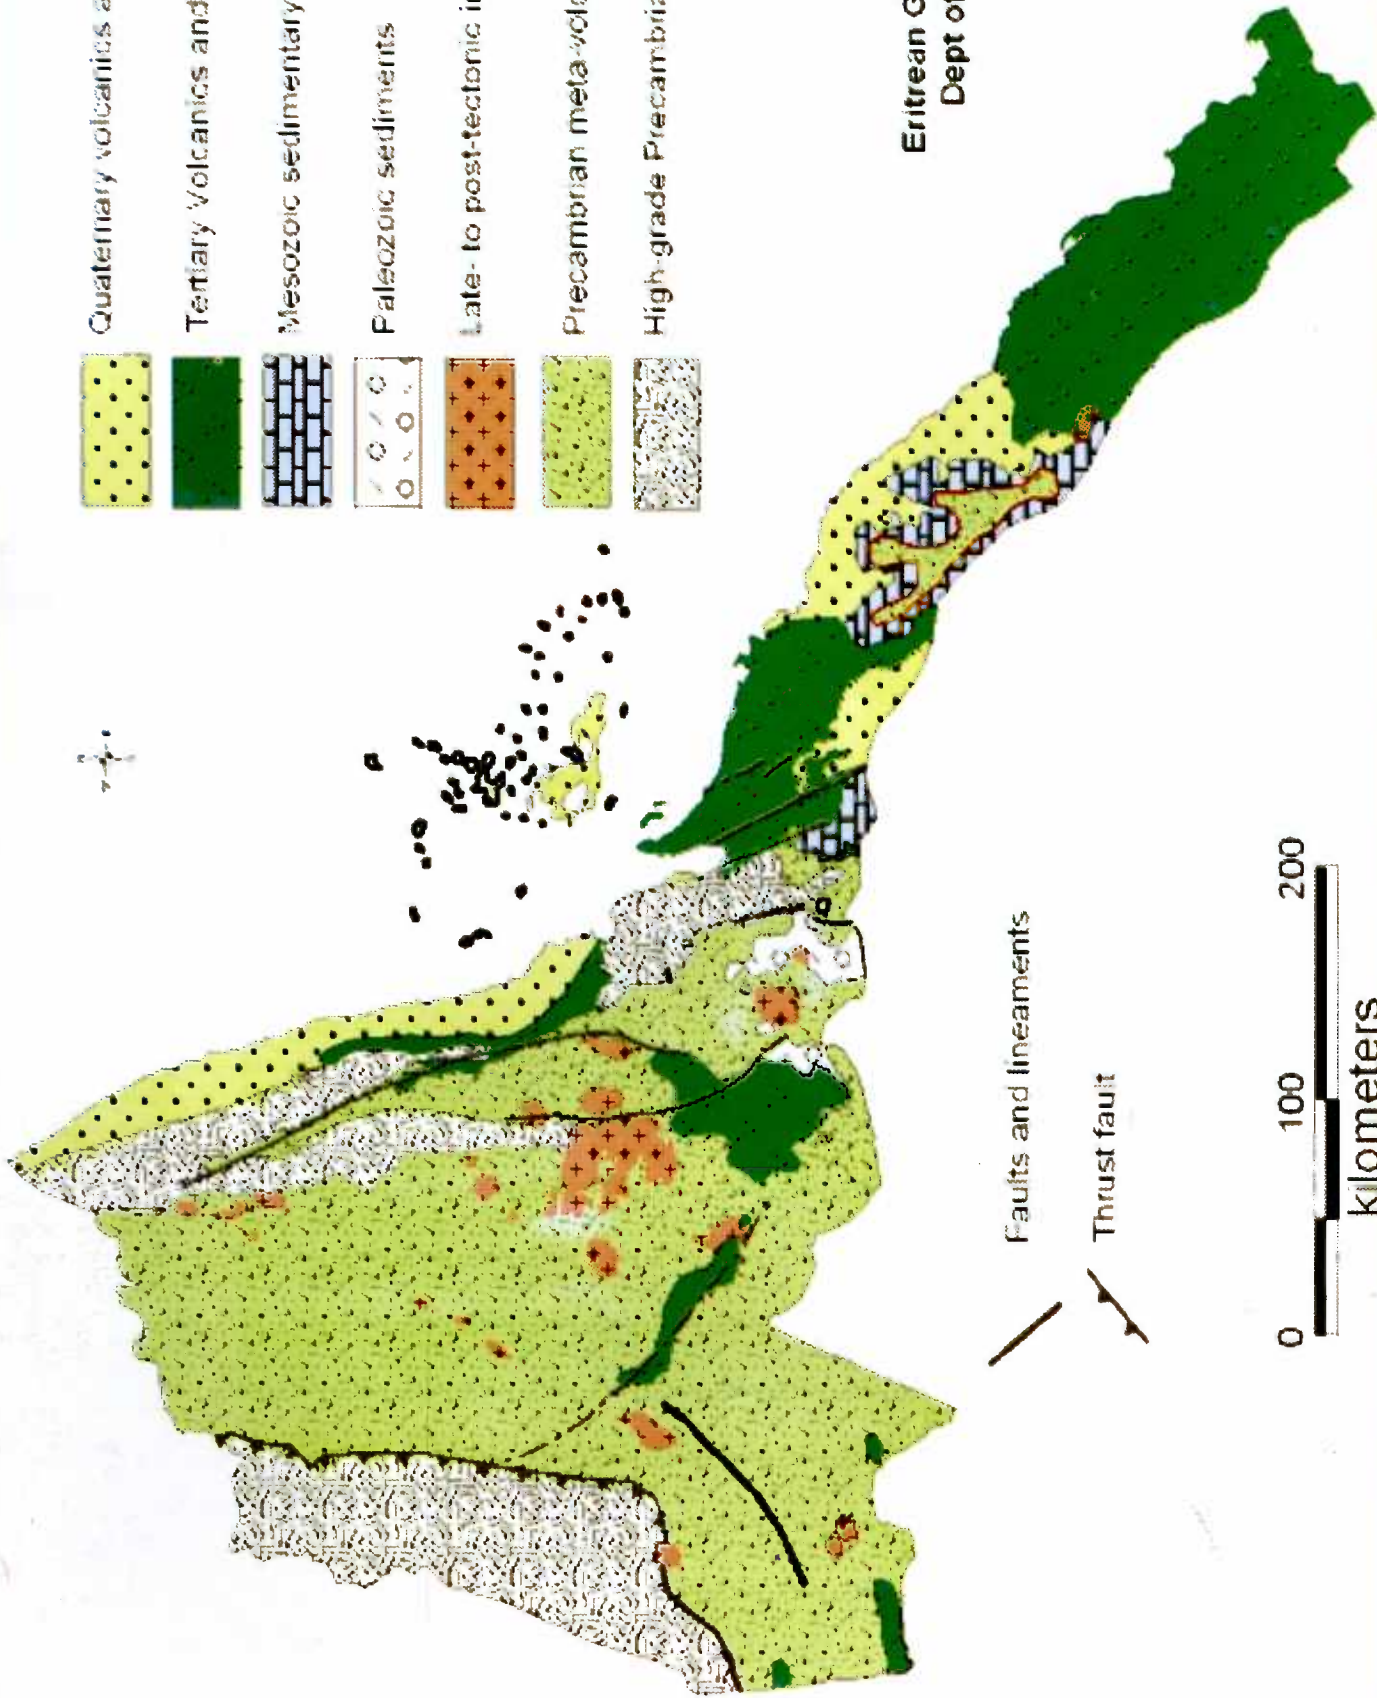 Quaternary volcanics a
Tertiary Volcanics and
Mesozoic sedimentary
Paleozoic sediments
Late- to post-tectonic i
Precambrian meta-volc
High-grade Precambria
Eritrean G
Dept of
Faults and lineaments
Thrust fault
0 100 200
kilometers